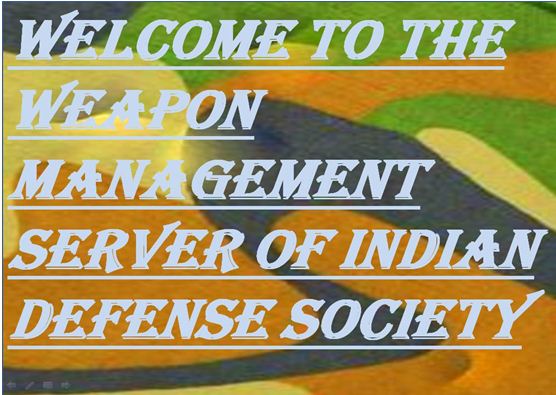 WELCOME TO THE
WEAPON
MANAGEMENT
SERVER OF INDIAN
DEFENSE SOCIETY